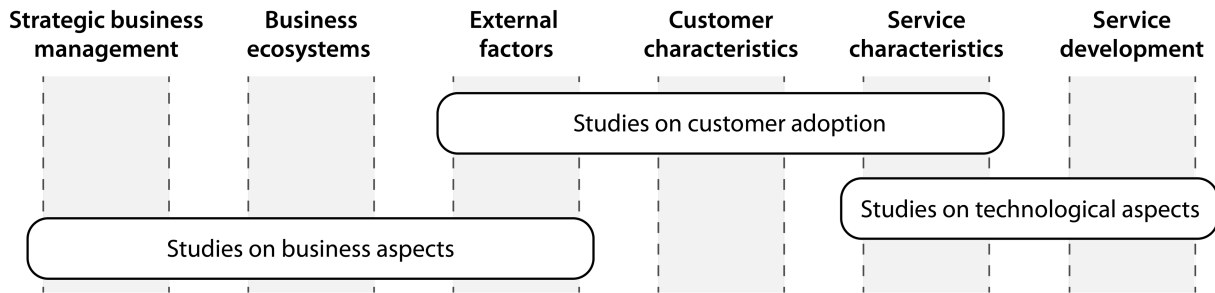 Strategic business
management
Business
ecosystems
External
factors
Customer
characteristics
Service
characteristics
Service
development
Studies on customer adoption
Studies on technological aspects
Studies on business aspects